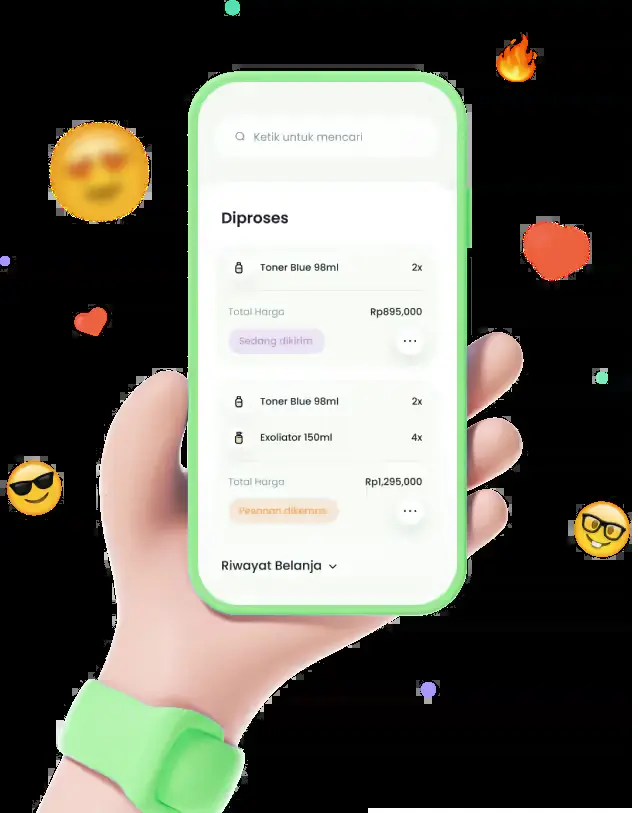 Ketik untuk mencari
Diproses
Toner Blue 98ml 2x
Total Harga Rp895,000
Sedang dikirim
Toner Blue 98ml 2x
Exoliator 150ml 4x
Total Harga Rp1,295,000
Pesanan dikemas
Riwayat Belanja